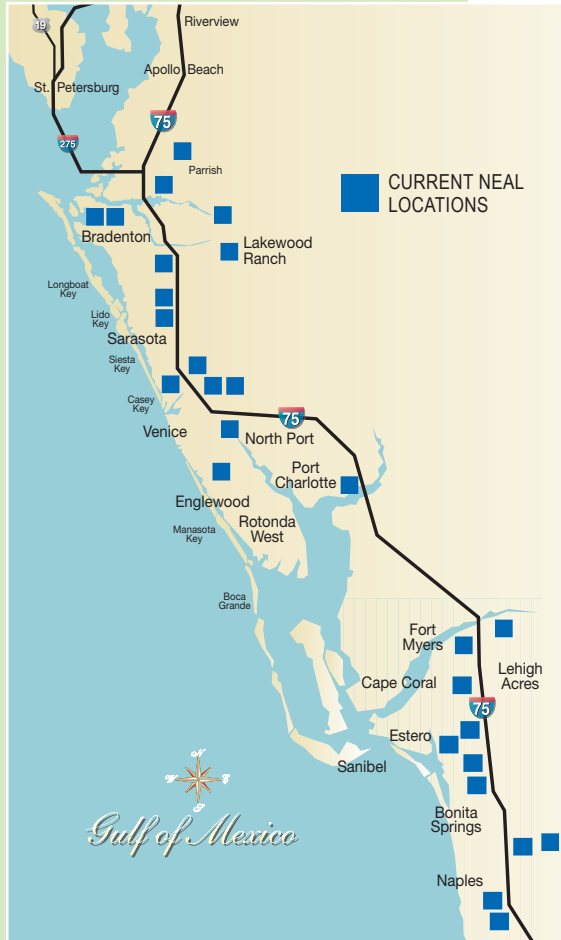 19
Riverview
Apollo Beach
St. Petersburg
75
275
Parrish
CURRENT NEAL
LOCATIONS
Bradenton
Lakewood
Ranch
Longboat
Key
Lido
Key
Sarasota
Siesta
Key
Casey
Key
75
Venice
North Port
Port
Charlotte
Englewood
Rotonda
West
Manasota
Key
Boca
Grande
Fort
Myers
Lehigh
Acres
Cape Coral
75
Estero
Sanibel
N
W E
S
Gulf of Mexico
Bonita
Springs
Naples